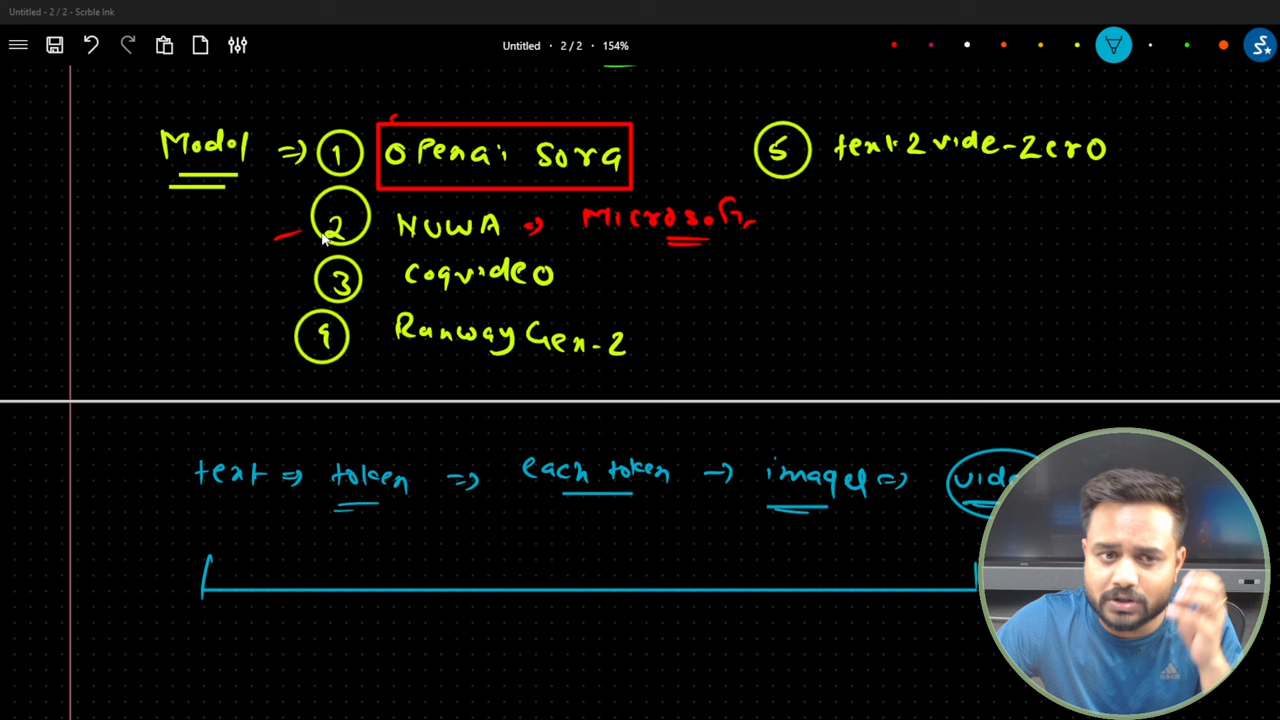 Untitled - 2 / 2 - Scrble Ink
Untitled · 2 / 2 · 154%
Model => 1 Openai Sora
2 NUWA => Microsoft
3 Cogvideo
4 Runway Gen-2
5 text2vide-Zero
text => token => each token → images => vide